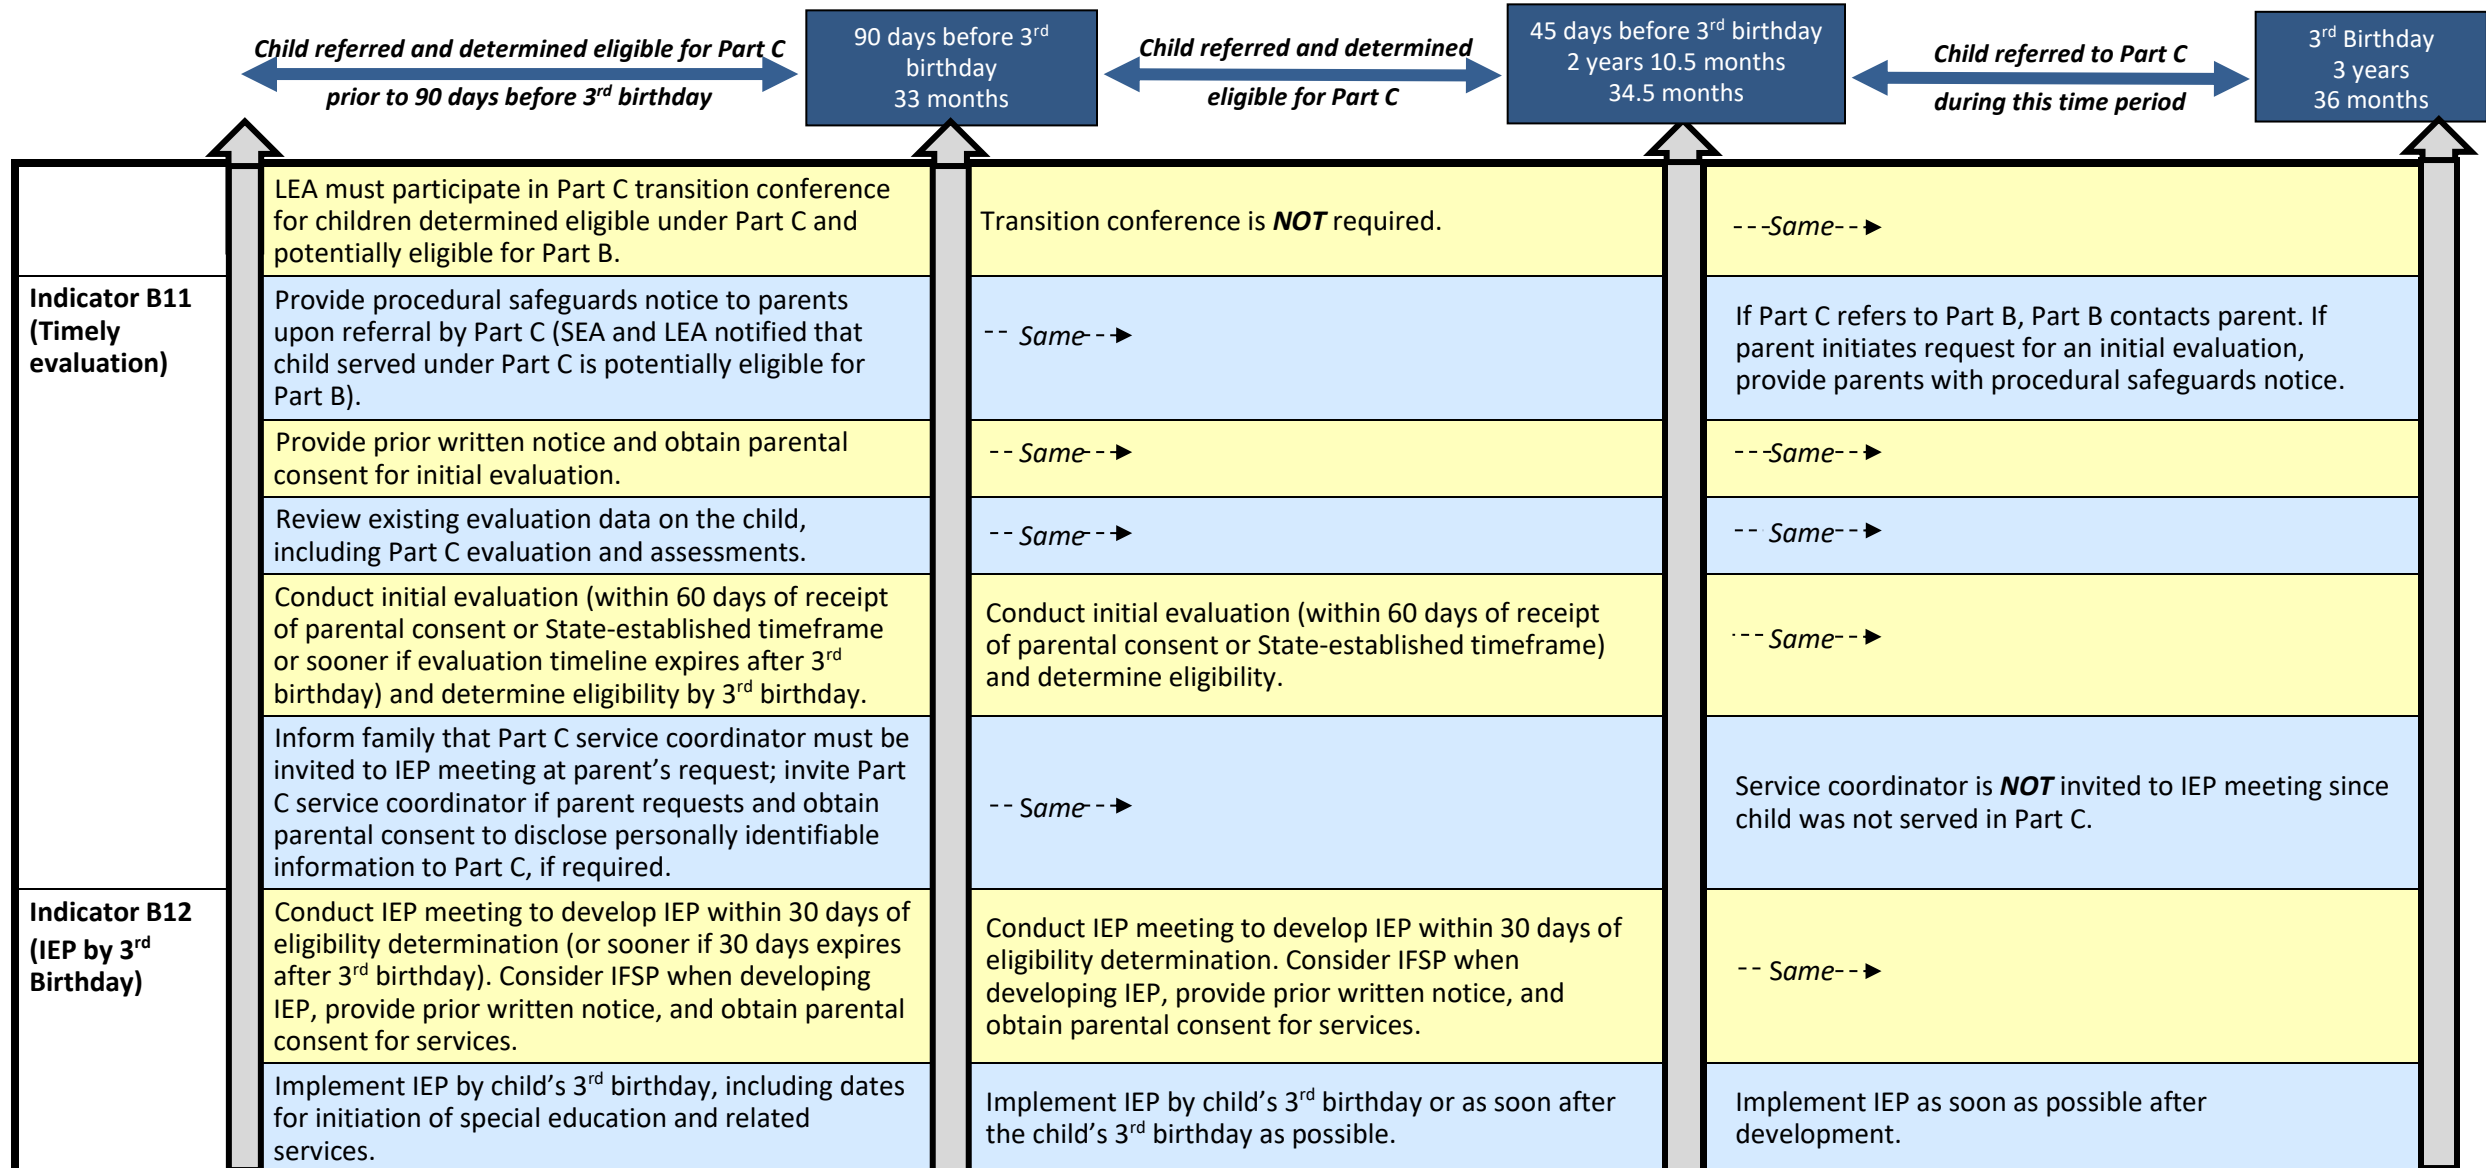 Child referred and determined eligible for Part C
prior to 90 days before 3rd birthday
90 days before 3rd
birthday
33 months
Child referred and determined
eligible for Part C
45 days before 3rd birthday
2 years 10.5 months
34.5 months
Child referred to Part C
during this time period
3rd Birthday
3 years
36 months
LEA must participate in Part C transition conference
for children determined eligible under Part C and
potentially eligible for Part B.
Transition conference is NOT required.
---Same--
Indicator B11
(Timely
evaluation)
Provide procedural safeguards notice to parents
upon referral by Part C (SEA and LEA notified that
child served under Part C is potentially eligible for
Part B).
-- Same--
If Part C refers to Part B, Part B contacts parent. If
parent initiates request for an initial evaluation,
provide parents with procedural safeguards notice.
Provide prior written notice and obtain parental
consent for initial evaluation.
-- Same--
---Same--
Review existing evaluation data on the child,
including Part C evaluation and assessments.
-- Same--
-- Same--
Conduct initial evaluation (within 60 days of receipt
of parental consent or State-established timeframe
or sooner if evaluation timeline expires after 3rd
birthday) and determine eligibility by 3rd birthday.
Conduct initial evaluation (within 60 days of receipt
of parental consent or State-established timeframe)
and determine eligibility.
--- Same--
Inform family that Part C service coordinator must be
invited to IEP meeting at parent’s request; invite Part
C service coordinator if parent requests and obtain
parental consent to disclose personally identifiable
information to Part C, if required.
-- Same--
Service coordinator is NOT invited to IEP meeting since
child was not served in Part C.
Indicator B12
(IEP by 3rd
Birthday)
Conduct IEP meeting to develop IEP within 30 days of
eligibility determination (or sooner if 30 days expires
after 3rd birthday). Consider IFSP when developing
IEP, provide prior written notice, and obtain parental
consent for services.
Conduct IEP meeting to develop IEP within 30 days of
eligibility determination. Consider IFSP when
developing IEP, provide prior written notice, and
obtain parental consent for services.
-- Same--
Implement IEP by child’s 3rd birthday, including dates
for initiation of special education and related
services.
Implement IEP by child’s 3rd birthday or as soon after
the child’s 3rd birthday as possible.
Implement IEP as soon as possible after
development.